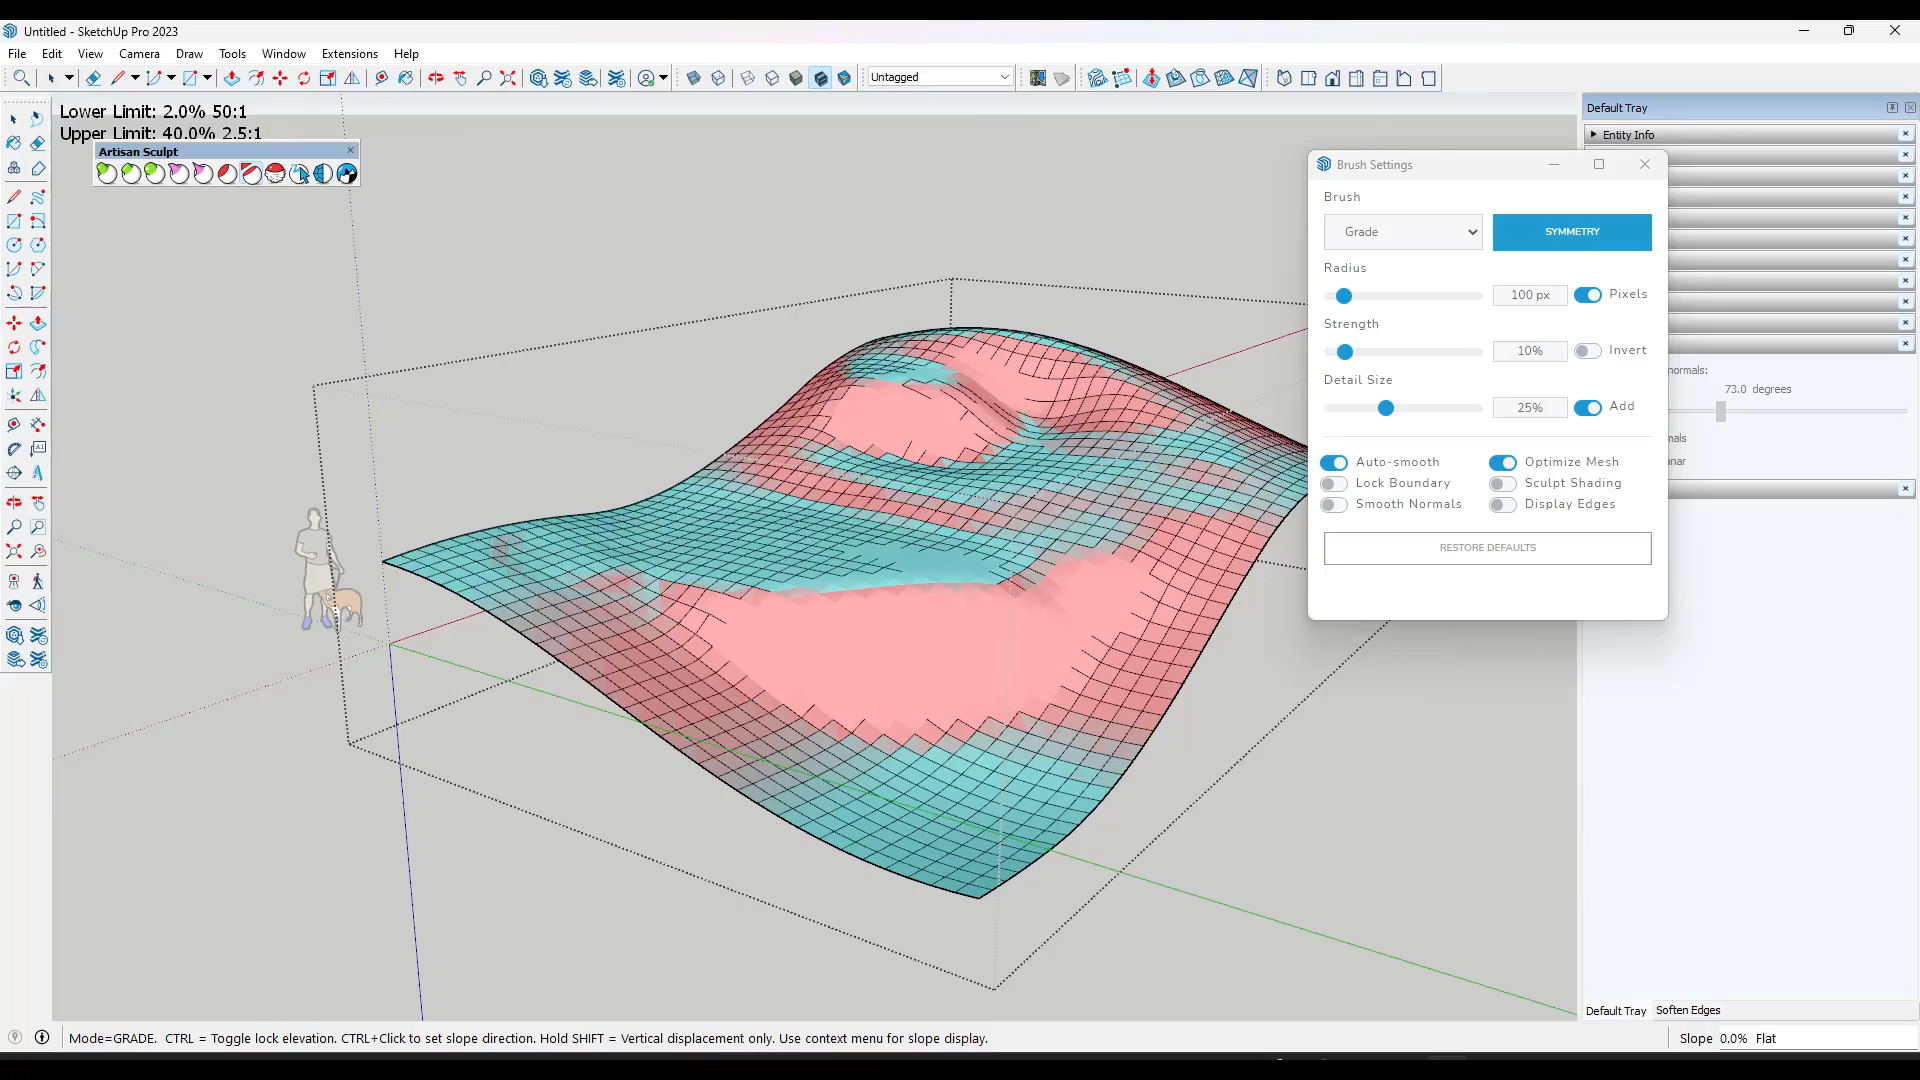 Untitled - SketchUp Pro 2023
File Edit View Camera Draw Tools Window Extensions Help
Untagged
Lower Limit: 2.0% 50:1
Upper Limit: 40.0% 2.5:1
Artisan Sculpt
Default Tray
Entity Info
Brush Settings
Brush
Grade
SYMMETRY
Radius
100 px
Pixels
Strength
10%
Invert
Detail Size
25%
Add
Auto-smooth
Optimize Mesh
Lock Boundary
Sculpt Shading
Smooth Normals
Display Edges
RESTORE DEFAULTS
normals:
73.0 degrees
Default Tray
Soften Edges
Mode=GRADE. CTRL = Toggle lock elevation. CTRL+Click to set slope direction. Hold SHIFT = Vertical displacement only. Use context menu for slope display.
Slope 0.0% Flat